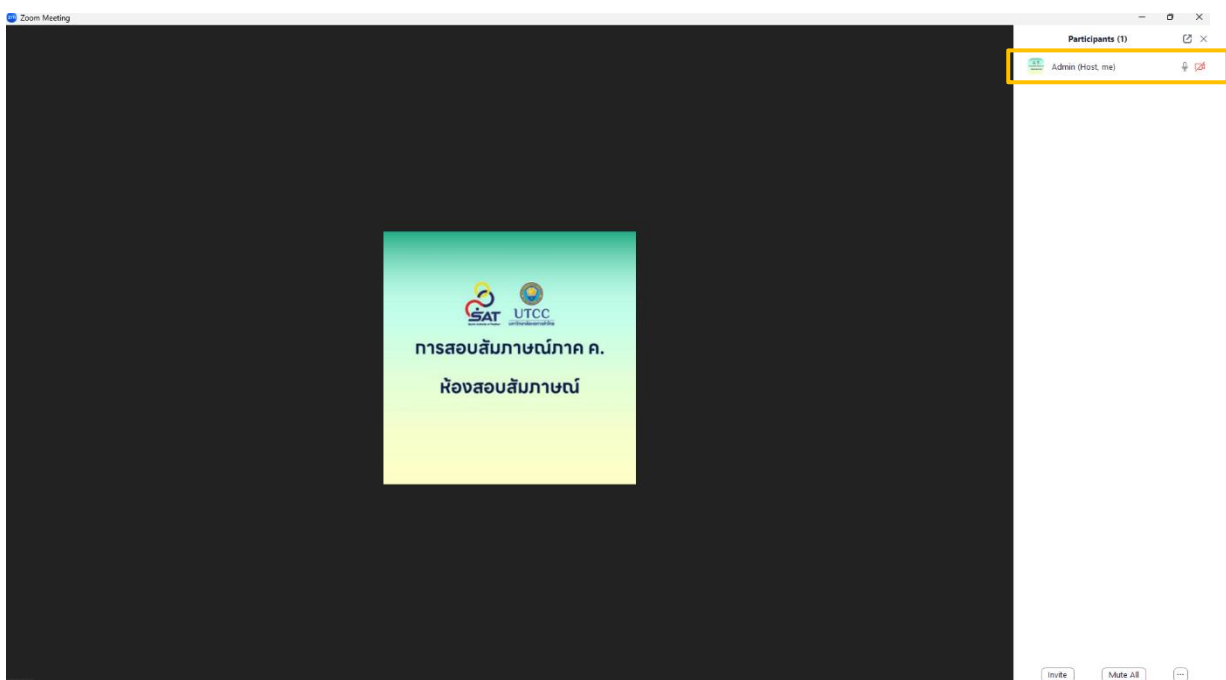 Zoom Meeting
Participants (1)
Admin (Host, me)
SAT
UTCC
การสอบสัมภาษณ์ภาค ค.
ห้องสอบสัมภาษณ์
Invite
Mute All